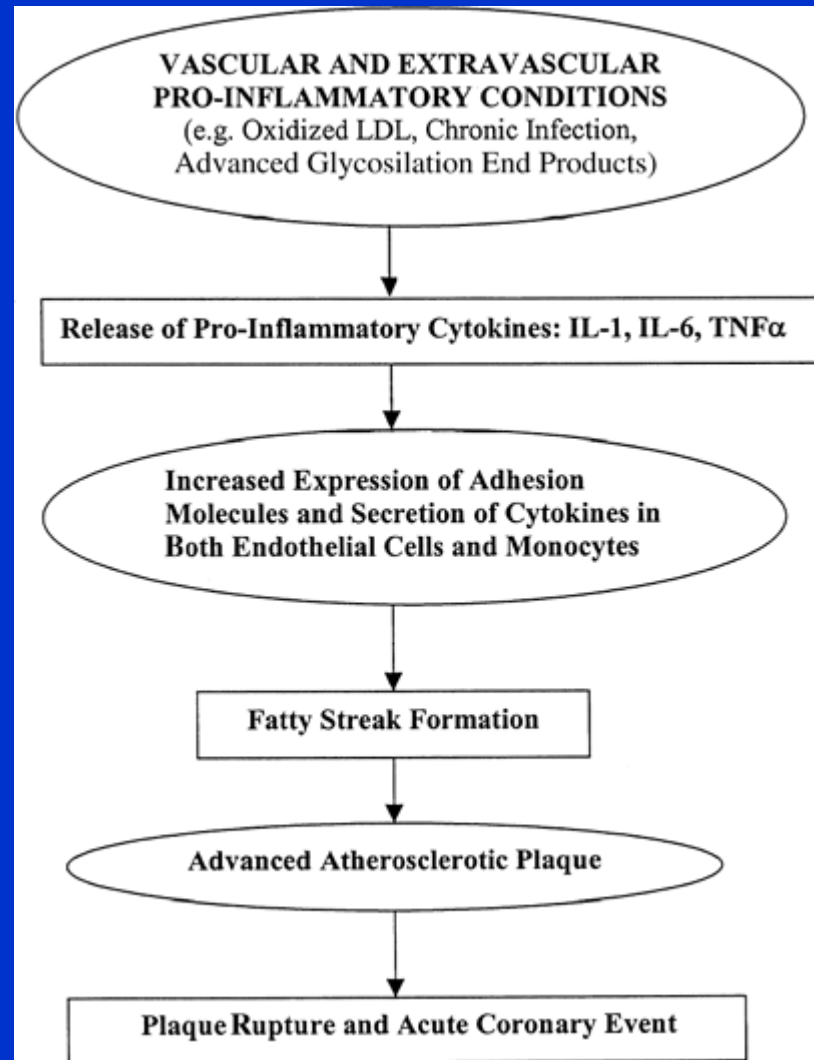 VASCULAR AND EXTRAVASCULAR
PRO-INFLAMMATORY CONDITIONS
(e.g. Oxidized LDL, Chronic Infection,
Advanced Glycosilation End Products)
Release of Pro-Inflammatory Cytokines: IL-1, IL-6, TNFα
Increased Expression of Adhesion
Molecules and Secretion of Cytokines in
Both Endothelial Cells and Monocytes
Fatty Streak Formation
Advanced Atherosclerotic Plaque
Plaque Rupture and Acute Coronary Event